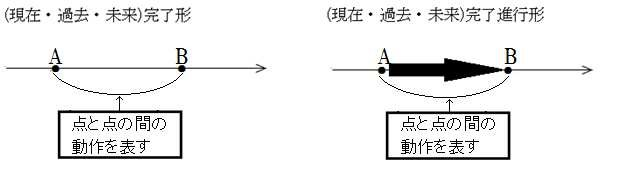 (現在・過去・未来)完了形
A
B
点と点の間の
動作を表す
(現在・過去・未来)完了進行形
A
B
点と点の間の
動作を表す